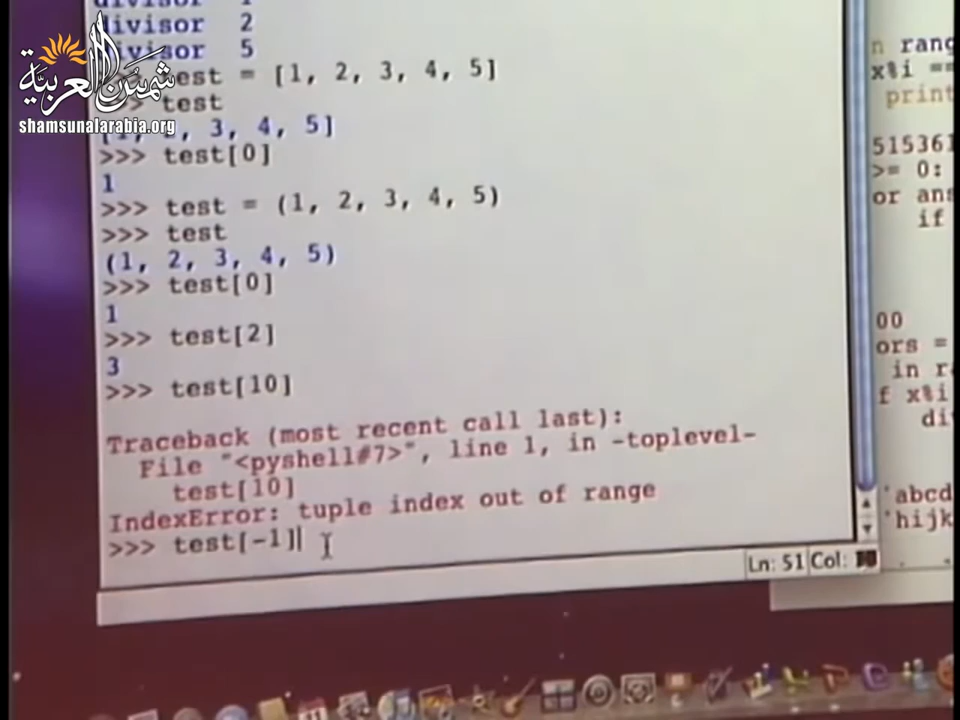 divisor 2
divisor 5
شمس العربية
shamsunalarabia.org
test = [1, 2, 3, 4, 5]
>>> test
[1, 2, 3, 4, 5]
>>> test[0]
1
>>> test = (1, 2, 3, 4, 5)
>>> test
(1, 2, 3, 4, 5)
>>> test[0]
1
>>> test[2]
3
>>> test[10]
Traceback (most recent call last):
File "<pyshell#7>", line 1, in -toplevel-
test[10]
IndexError: tuple index out of range
>>> test[-1]
Ln: 51 Col:
n rang
x%i ==
print
515361
>= 0:
or ans
if
00
ors =
in ra
f x%i
di
'abcd
'hijk